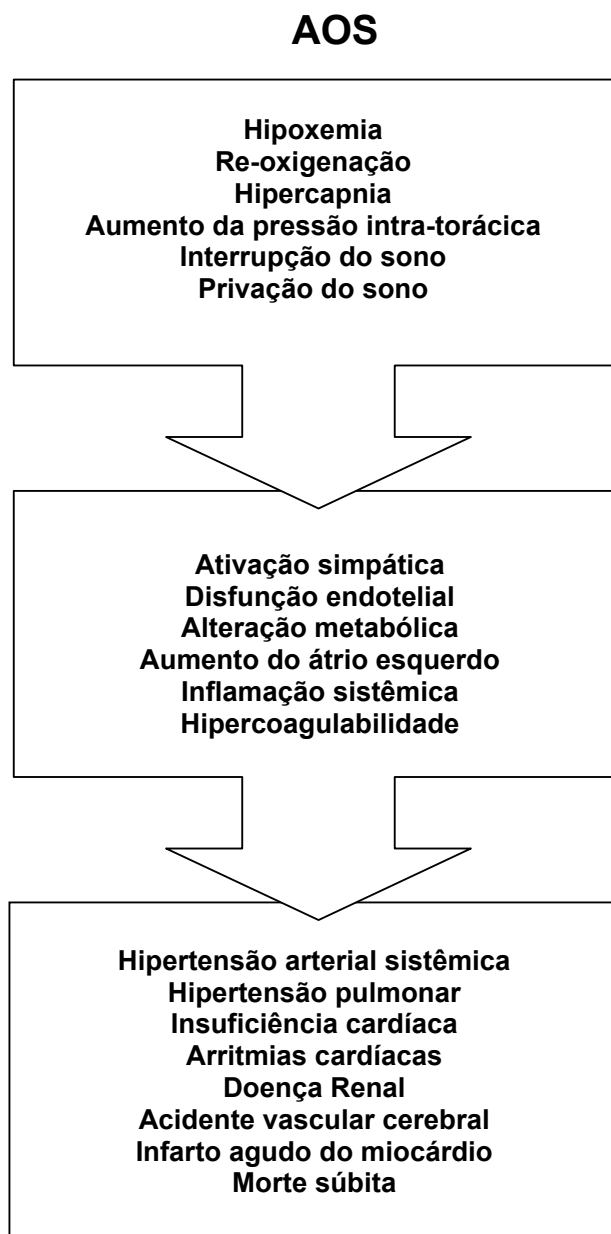 AOS
Hipoxemia
Re-oxigenação
Hipercapnia
Aumento da pressão intra-torácica
Interrupção do sono
Privação do sono
Ativação simpática
Disfunção endotelial
Alteração metabólica
Aumento do átrio esquerdo
Inflamação sistêmica
Hipercoagulabilidade
Hipertensão arterial sistêmica
Hipertensão pulmonar
Insuficiência cardíaca
Arritmias cardíacas
Doença Renal
Acidente vascular cerebral
Infarto agudo do miocárdio
Morte súbita